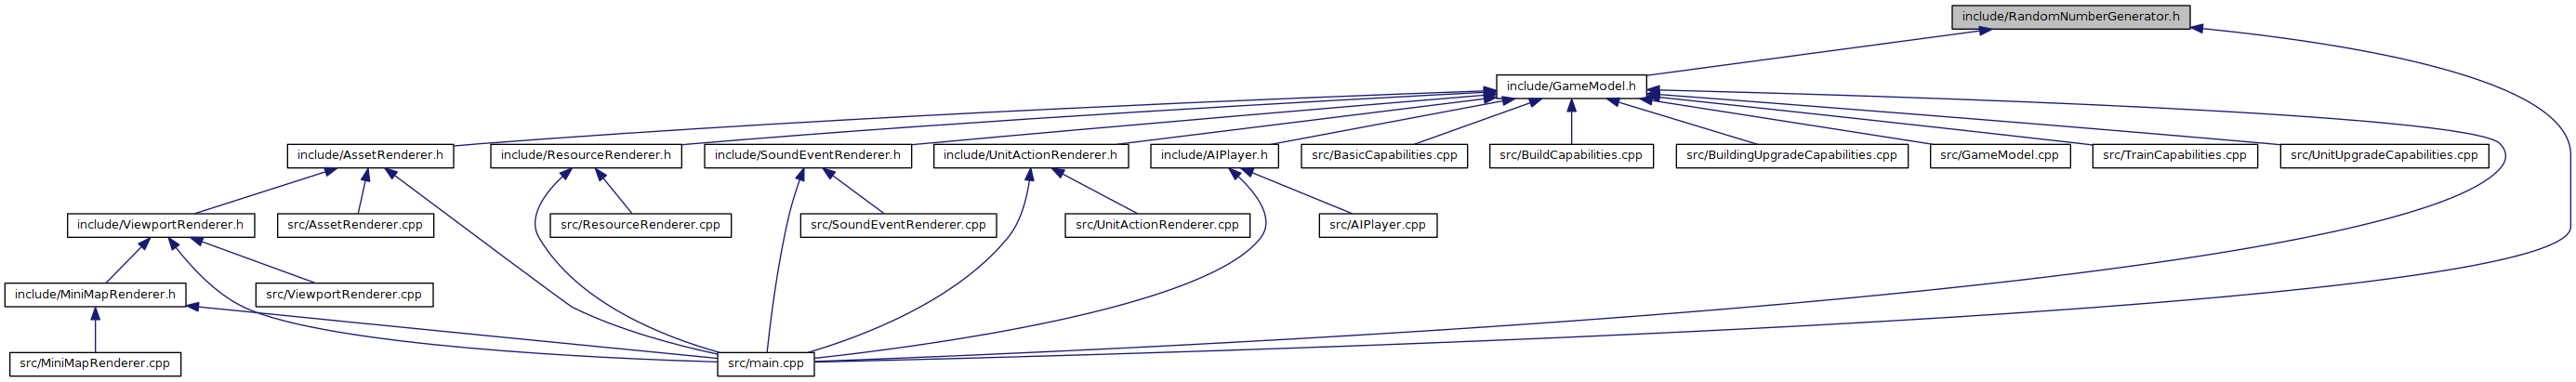 include/RandomNumberGenerator.h
include/GameModel.h
include/AssetRenderer.h
include/ResourceRenderer.h
include/SoundEventRenderer.h
include/UnitActionRenderer.h
include/AIPlayer.h
src/BasicCapabilities.cpp
src/BuildCapabilities.cpp
src/BuildingUpgradeCapabilities.cpp
src/GameModel.cpp
src/TrainCapabilities.cpp
src/UnitUpgradeCapabilities.cpp
include/ViewportRenderer.h
src/AssetRenderer.cpp
src/ResourceRenderer.cpp
src/SoundEventRenderer.cpp
src/UnitActionRenderer.cpp
src/AIPlayer.cpp
include/MiniMapRenderer.h
src/ViewportRenderer.cpp
src/MiniMapRenderer.cpp
src/main.cpp